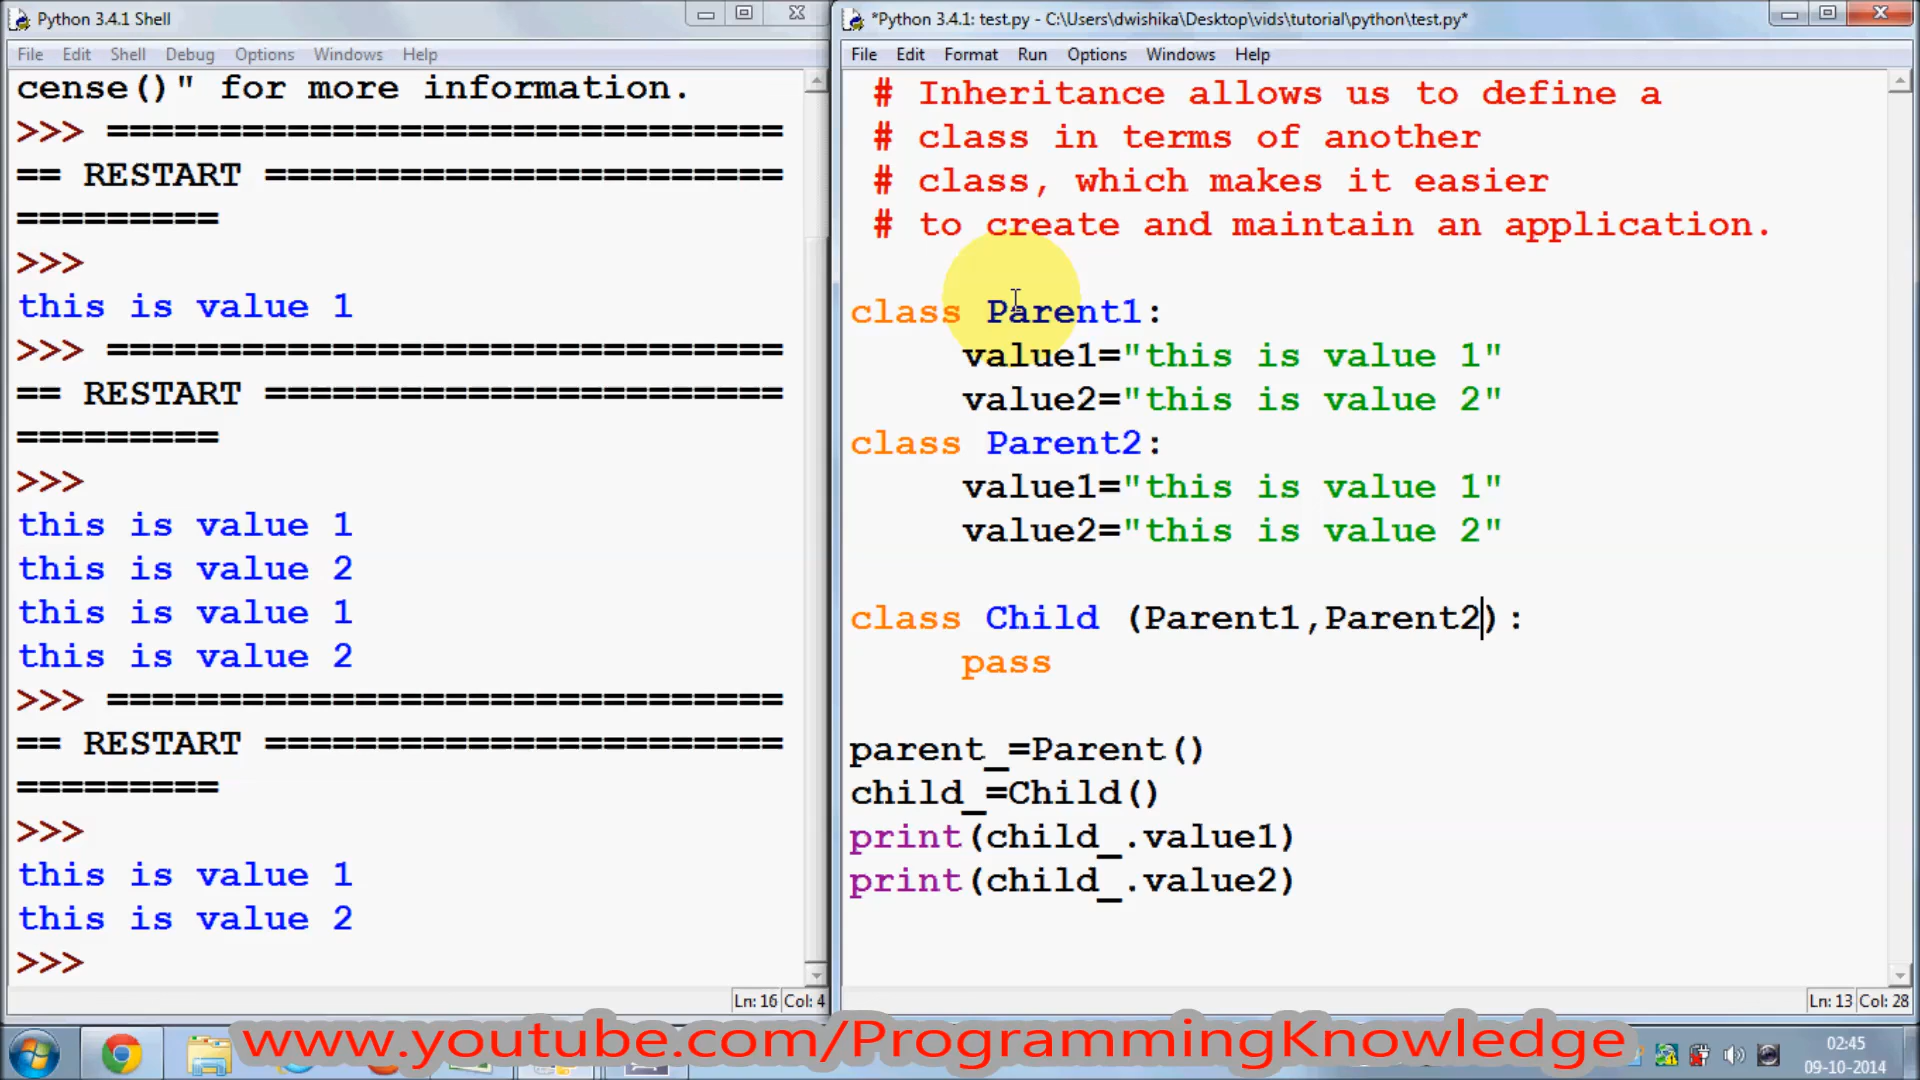 Python 3.4.1 Shell
File Edit Shell Debug Options Windows Help
cense()" for more information.
>>> ==============================
== RESTART =======================
=========
>>>
this is value 1
>>> ==============================
== RESTART =======================
=========
>>>
this is value 1
this is value 2
this is value 1
this is value 2
>>> ==============================
== RESTART =======================
=========
>>>
this is value 1
this is value 2
>>>
Ln: 16 Col: 4
*Python 3.4.1: test.py - C:\Users\dwishika\Desktop\vids\tutorial\python\test.py*
File Edit Format Run Options Windows Help
# Inheritance allows us to define a
# class in terms of another
# class, which makes it easier
# to create and maintain an application.
class Parent1:
value1="this is value 1"
value2="this is value 2"
class Parent2:
value1="this is value 1"
value2="this is value 2"
class Child (Parent1,Parent2):
pass
parent_=Parent()
child_=Child()
print(child_.value1)
print(child_.value2)
Ln: 13 Col: 28
www.youtube.com/ProgrammingKnowledge
02:45
09-10-2014